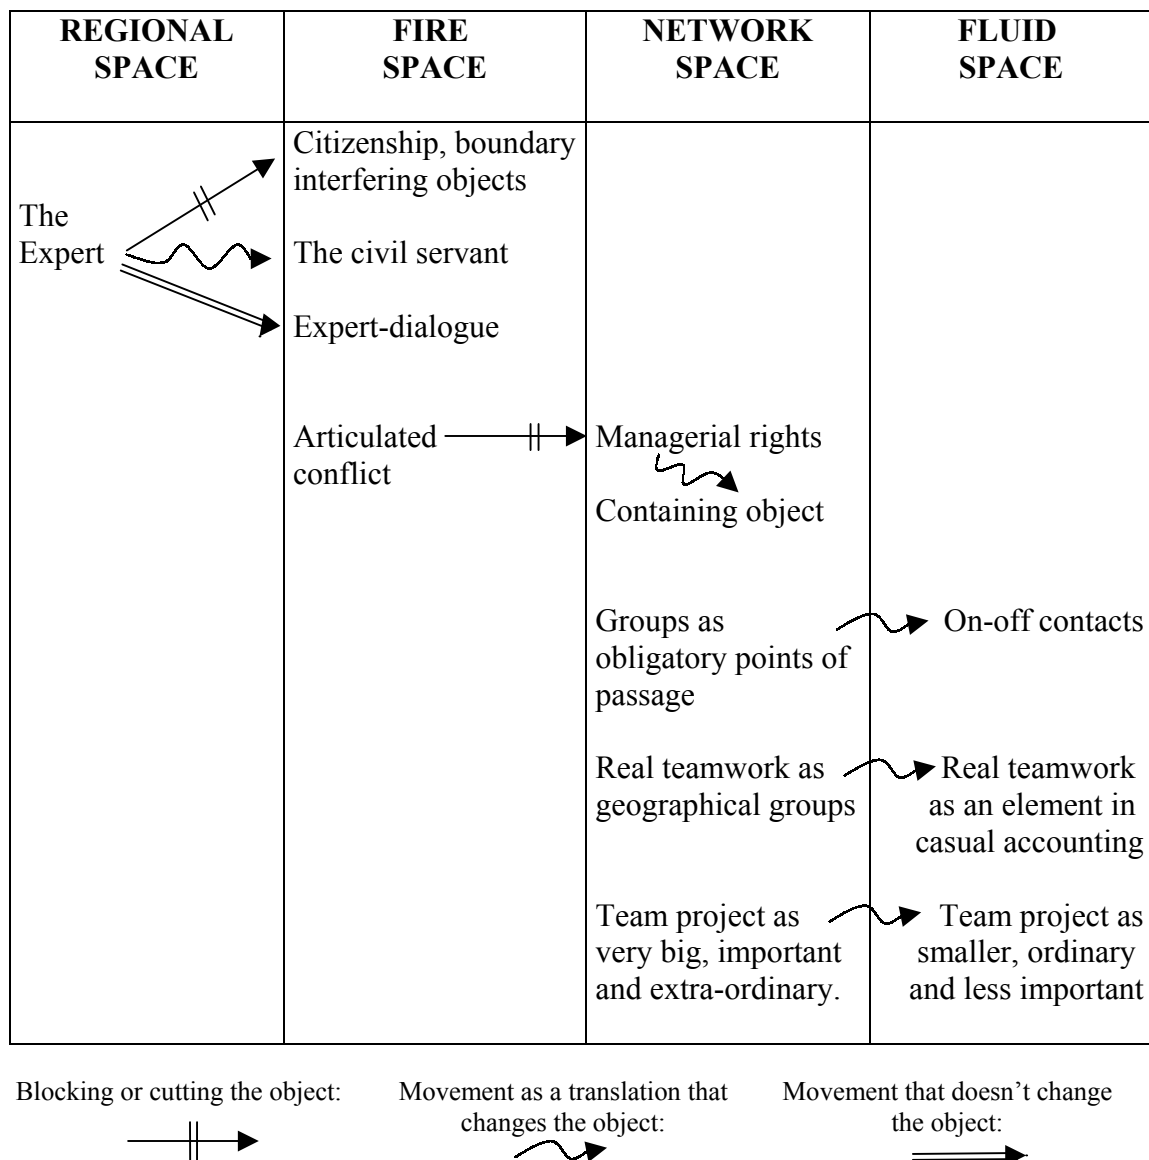 REGIONAL SPACE
FIRE SPACE
NETWORK SPACE
FLUID SPACE
Citizenship, boundary
interfering objects
The
Expert
The civil servant
Expert-dialogue
Articulated
conflict
Managerial rights
Containing object
Groups as
obligatory points of
passage
On-off contacts
Real teamwork as
geographical groups
Real teamwork
as an element in
casual accounting
Team project as
very big, important
and extra-ordinary.
Team project as
smaller, ordinary
and less important
Blocking or cutting the object:
Movement as a translation that
changes the object:
Movement that doesn’t change
the object: